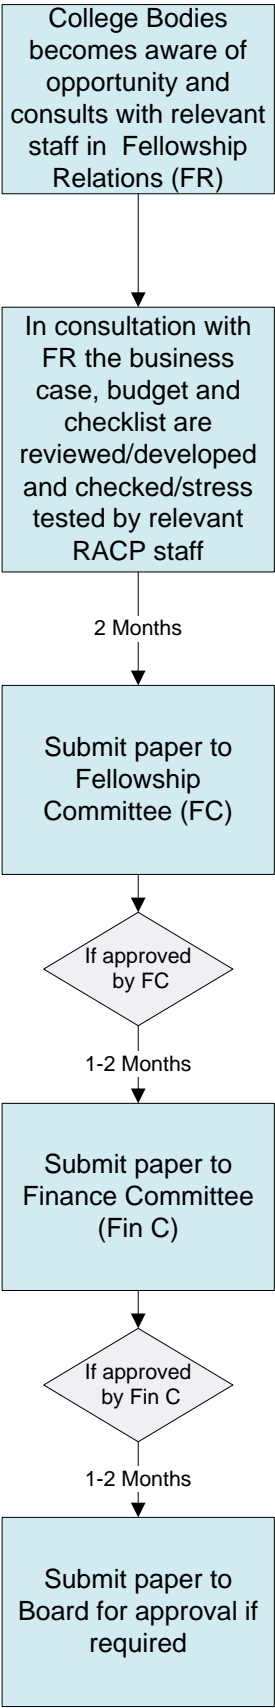 College Bodies
becomes aware of
opportunity and
consults with relevant
staff in Fellowship
Relations (FR)
In consultation with
FR the business
case, budget and
checklist are
reviewed/developed
and checked/stress
tested by relevant
RACP staff
2 Months
Submit paper to
Fellowship
Committee (FC)
If approved
by FC
1-2 Months
Submit paper to
Finance Committee
(Fin C)
If approved
by Fin C
1-2 Months
Submit paper to
Board for approval if
required